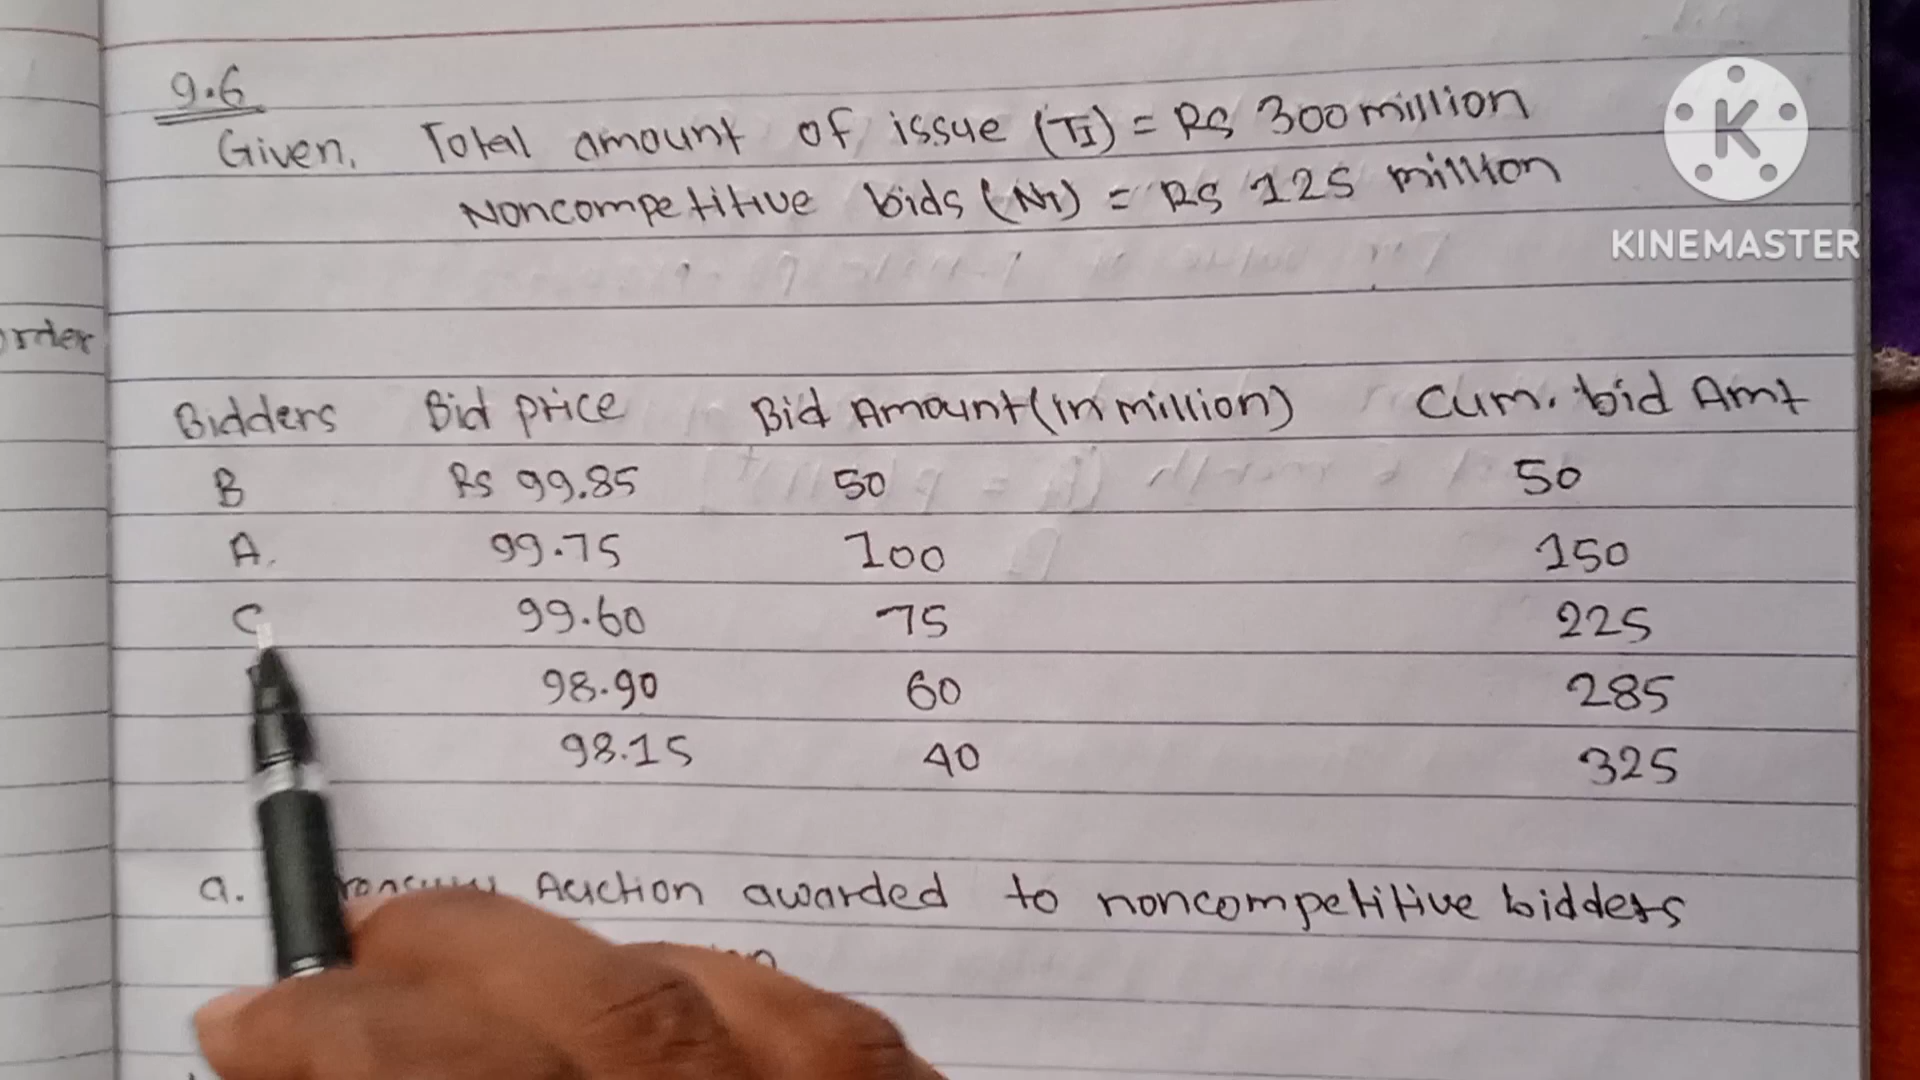 9.6
Given, Total amount of issue (TI) = Rs 300 million
Noncompetitive bids (NI) = Rs 125 million
KINEMASTER
order
Bidders Bid price Bid Amount (in million) Cum. bid Amt
B Rs 99.85 50 50
A. 99.75 100 150
C 99.60 75 225
98.90 60 285
98.15 40 325
a. Auction awarded to noncompetitive bidders